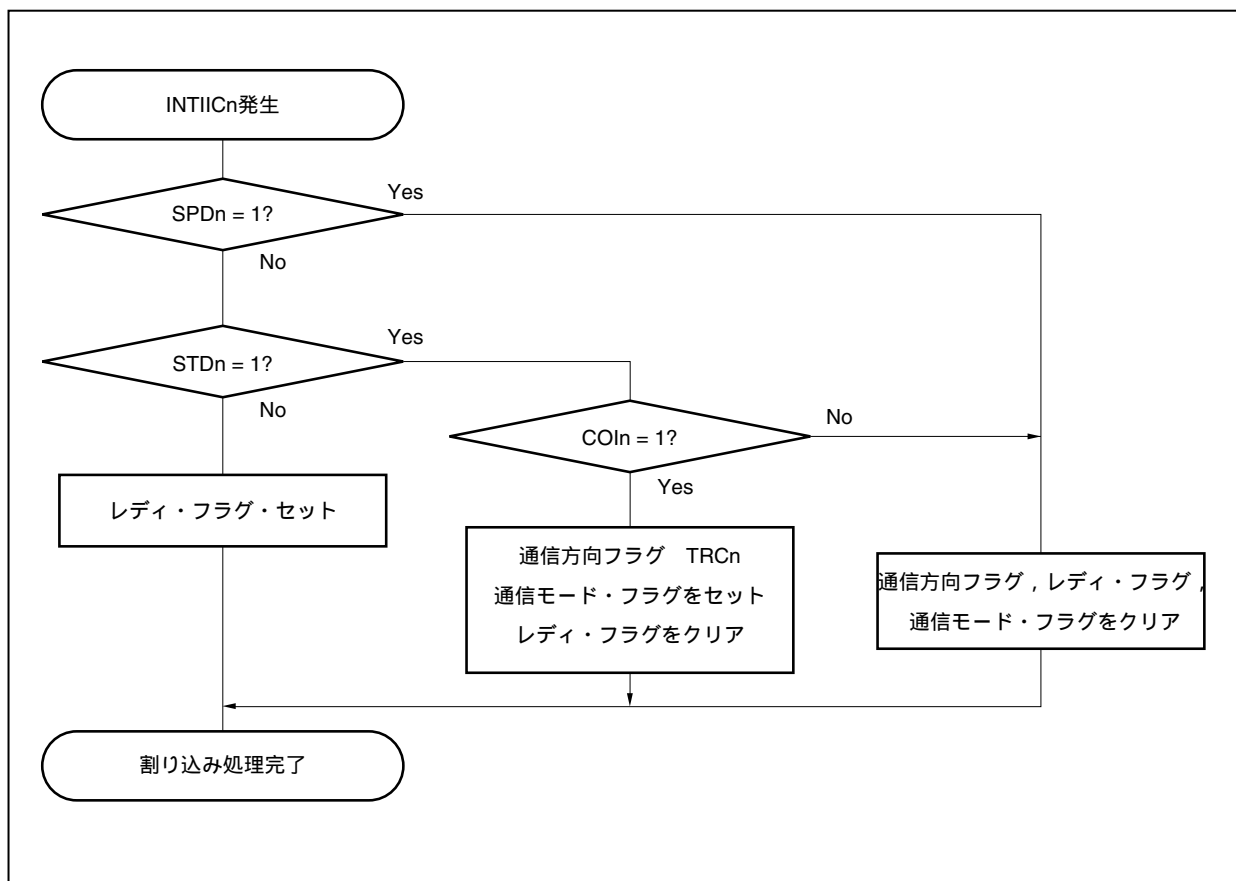 INTIICn発生
Yes
SPDn = 1?
No
Yes
STDn = 1?
No
No
COIn = 1?
Yes
レディ・フラグ・セット
通信方向フラグ　TRCn
通信モード・フラグをセット
レディ・フラグをクリア
通信方向フラグ，レディ・フラグ，
通信モード・フラグをクリア
割り込み処理完了